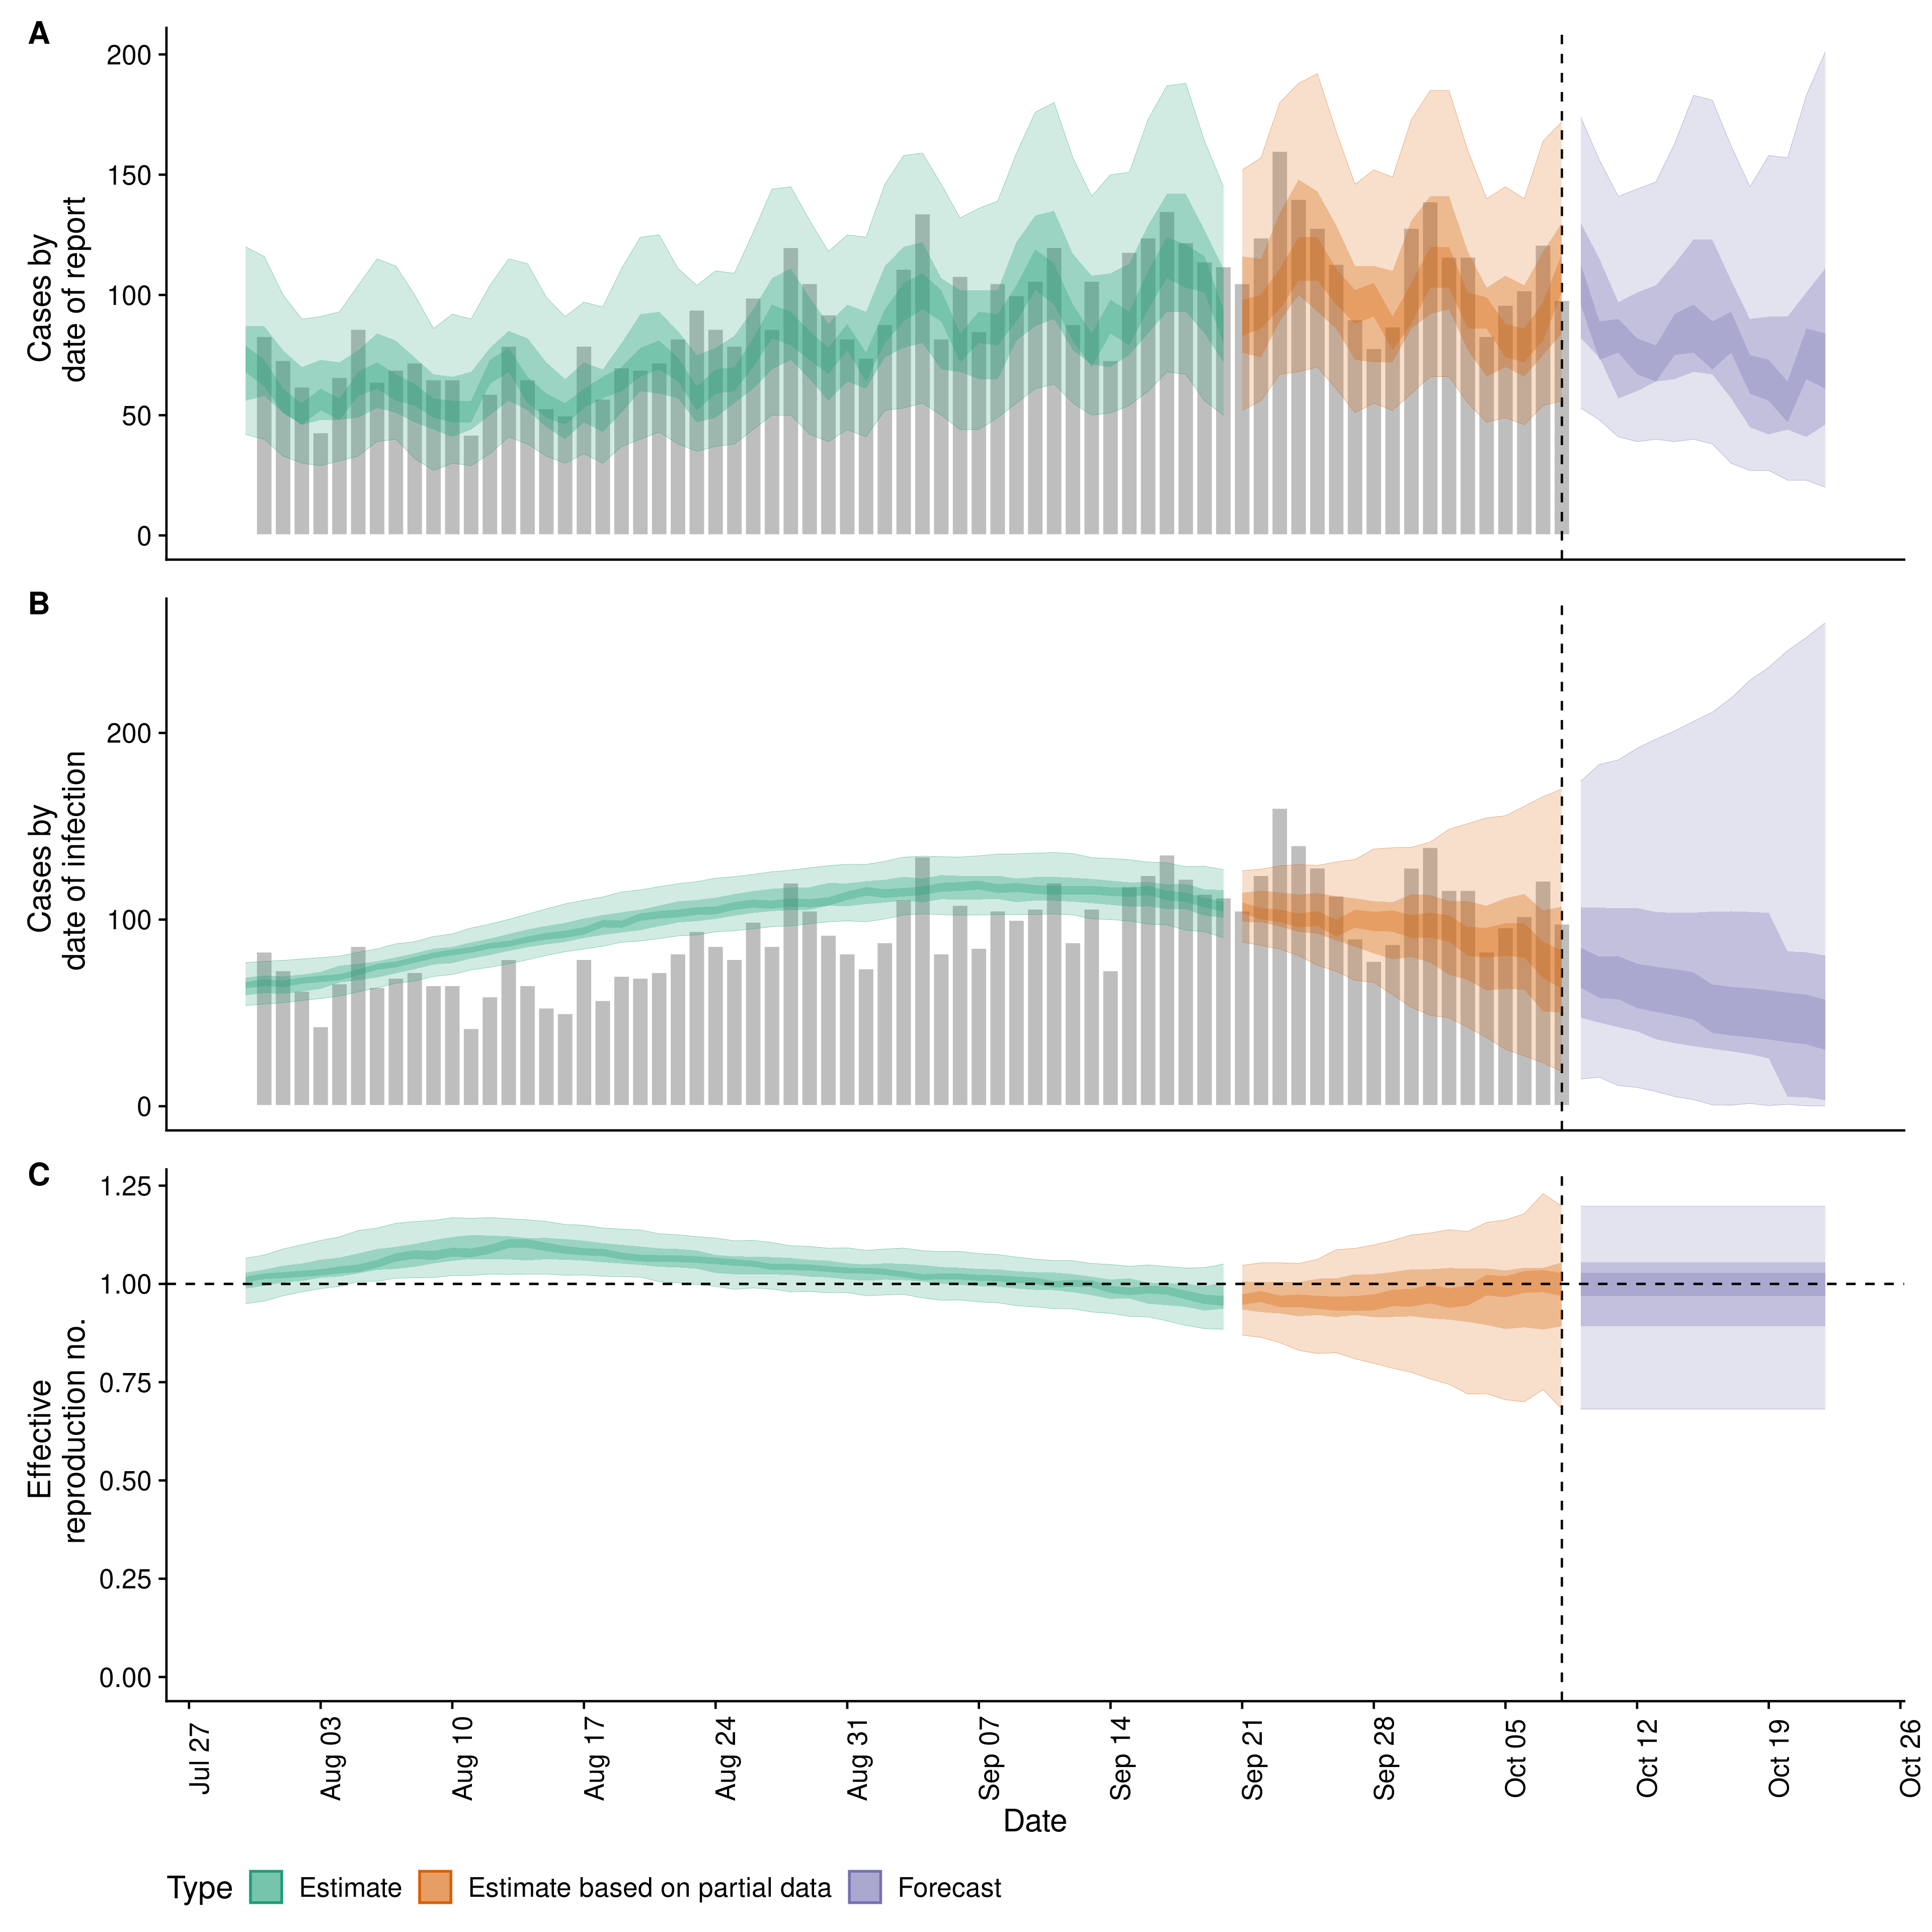 A
Cases by
date of report
200
150
100
50
0
B
Cases by
date of infection
200
100
0
C
Effective
reproduction no.
1.25
1.00
0.75
0.50
0.25
0.00
Jul 27
Aug 03
Aug 10
Aug 17
Aug 24
Aug 31
Sep 07
Sep 14
Sep 21
Sep 28
Oct 05
Oct 12
Oct 19
Oct 26
Date
Type Estimate Estimate based on partial data Forecast